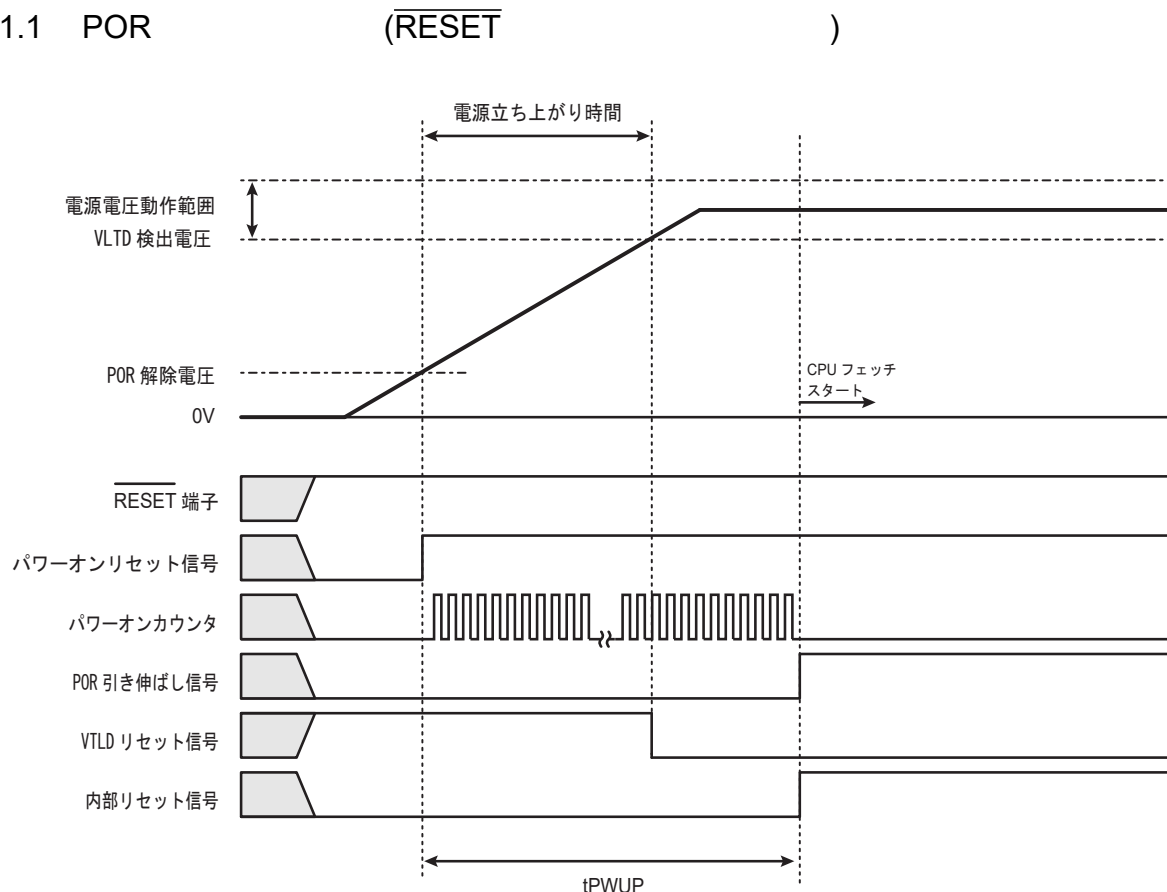 1.1 POR (RESET )
電源立ち上がり時間
電源電圧動作範囲
VLTD 検出電圧
POR 解除電圧
CPU フェッチ
スタート
0V
RESET 端子
パワーオンリセット信号
パワーオンカウンタ
POR 引き伸ばし信号
VTLD リセット信号
内部リセット信号
tPWUP